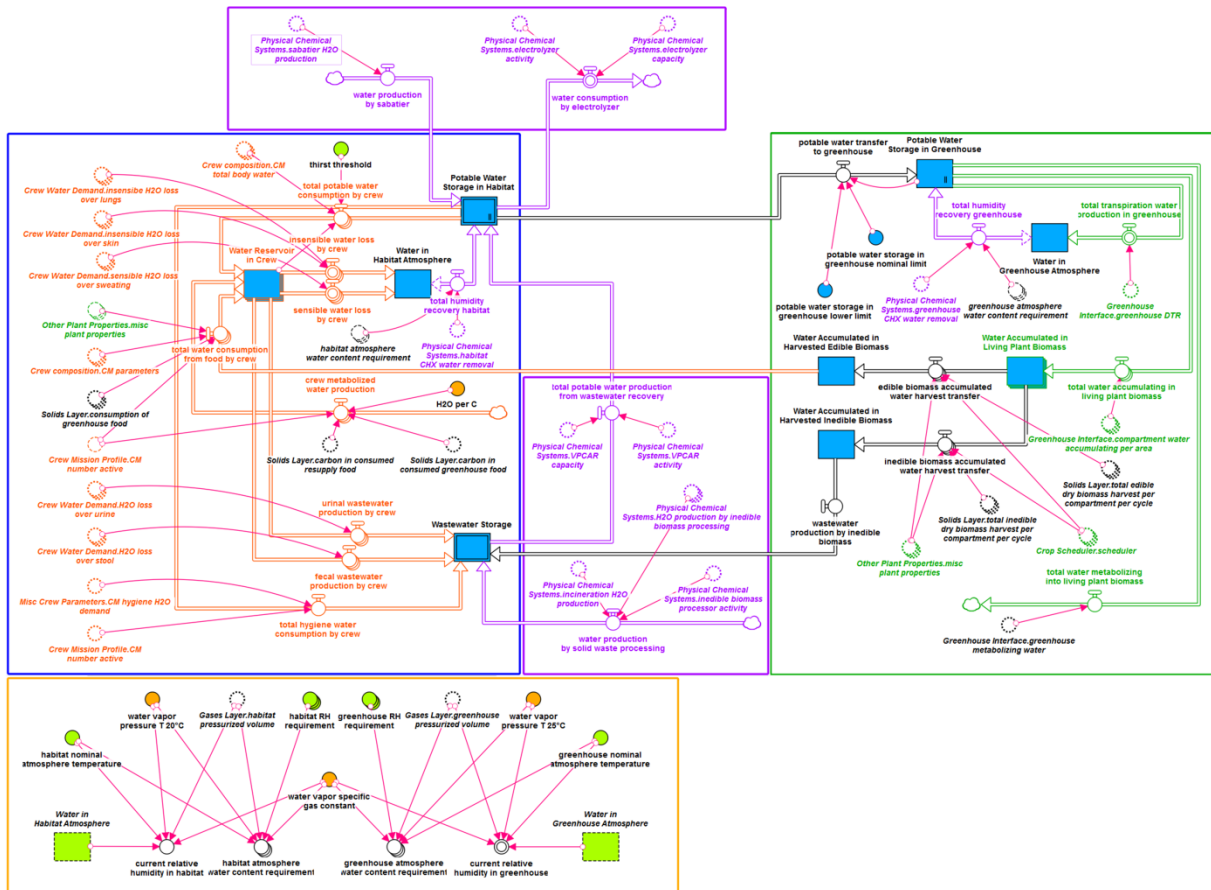 Physical Chemical
Systems.sabatier H2O
production
Physical Chemical
Systems.electrolyzer
activity
Physical Chemical
Systems.electrolyzer
capacity
water production
by sabatier
water consumption
by electrolyzer
Crew composition.CM
total body water
thirst threshold
total potable water
consumption by crew
Potable Water
Storage in Habitat
Crew Water Demand.insensibe H2O loss
over lungs
Crew Water Demand.insensible H2O loss
over skin
Crew Water Demand.sensible H2O loss
over sweating
insensible water loss
by crew
Water Reservoir
in Crew
Water in
Habitat Atmosphere
sensible water loss
by crew
total humidity
recovery habitat
Other Plant Properties.misc
plant properties
total water consumption
from food by crew
habitat atmosphere
water content requirement
Physical Chemical
Systems.habitat
CHX water removal
Crew composition.CM parameters
crew metabolized
water production
H2O per C
Solids Layer.consumption of
greenhouse food
Crew Mission Profile.CM
number active
Solids Layer.carbon in consumed
resupply food
Solids Layer.carbon in
consumed greenhouse food
Crew Water Demand.H2O loss
over urine
urinal wastewater
production by crew
Wastewater Storage
Crew Water Demand.H2O loss
over stool
fecal wastewater
production by crew
Misc Crew Parameters.CM hygiene H2O
demand
total hygiene water
consumption by crew
Crew Mission Profile.CM
number active
total potable water production
from wastewater recovery
Physical Chemical
Systems.VPCAR
capacity
Physical Chemical
Systems.VPCAR
activity
Physical Chemical
Systems.H2O production by inedible
biomass processing
Physical Chemical
Systems.incineration H2O
production
Physical Chemical
Systems.inedible biomass
processor activity
water production
by solid waste processing
potable water transfer
to greenhouse
Potable Water
Storage in Greenhouse
total humidity
recovery greenhouse
total transpiration water
production in greenhouse
potable water storage in
greenhouse nominal limit
Water in
Greenhouse Atmosphere
potable water storage in
greenhouse lower limit
Physical Chemical
Systems.greenhouse
CHX water removal
greenhouse atmosphere
water content requirement
Greenhouse
Interface.greenhouse DTR
Water Accumulated in
Harvested Edible Biomass
Water Accumulated in
Living Plant Biomass
edible biomass accumulated
water harvest transfer
total water accumulating in
living plant biomass
Water Accumulated in
Harvested Inedible Biomass
Greenhouse Interface.compartment water
accumulating per area
inedible biomass accumulated
water harvest transfer
Solids Layer.total edible
dry biomass harvest per
compartment per cycle
wastewater
production by inedible
biomass
Solids Layer.total inedible
dry biomass harvest per
compartment per cycle
Crop Scheduler.scheduler
Other Plant Properties.misc
plant properties
total water metabolizing
into living plant biomass
Greenhouse Interface.greenhouse
metabolizing water
water vapor
pressure T 20°C
Gases Layer.habitat
pressurized volume
habitat RH
requirement
greenhouse RH
requirement
Gases Layer.greenhouse
pressurized volume
water vapor
pressure T 25°C
habitat nominal
atmosphere temperature
greenhouse nominal
atmosphere temperature
water vapor specific
gas constant
Water in
Habitat Atmosphere
Water in
Greenhouse Atmosphere
current relative
humidity in habitat
habitat atmosphere
water content requirement
greenhouse atmosphere
water content requirement
current relative
humidity in greenhouse